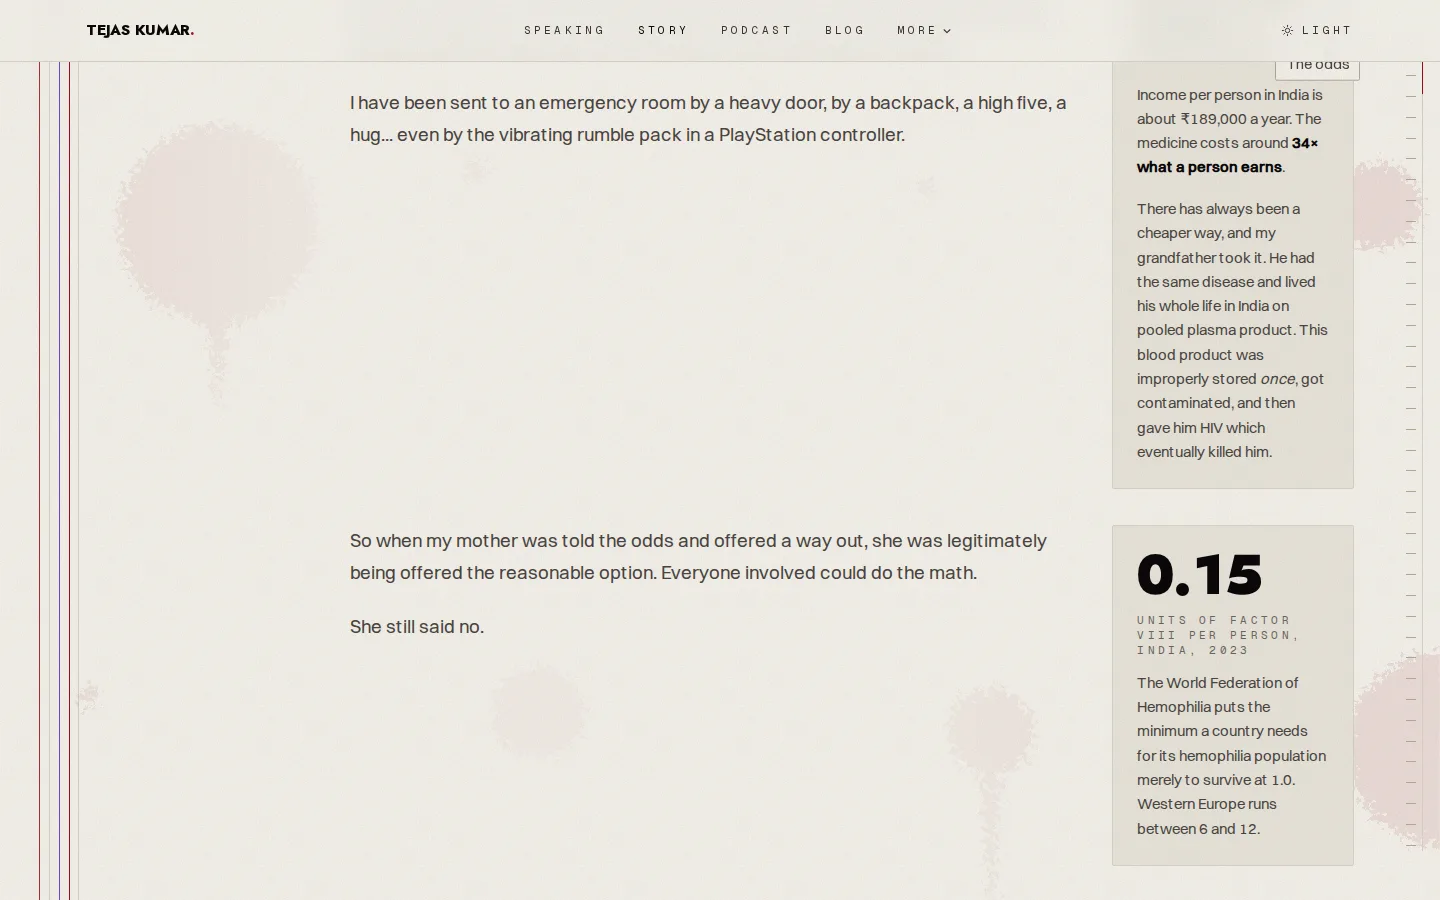 TEJAS KUMAR.
SPEAKING
STORY
PODCAST
BLOG
MORE
LIGHT
The odds
I have been sent to an emergency room by a heavy door, by a backpack, a high five, a
hug... even by the vibrating rumble pack in a PlayStation controller.
So when my mother was told the odds and offered a way out, she was legitimately
being offered the reasonable option. Everyone involved could do the math.
She still said no.
Income per person in India is
about ₹189,000 a year. The
medicine costs around 34×
what a person earns.
There has always been a
cheaper way, and my
grandfather took it. He had
the same disease and lived
his whole life in India on
pooled plasma product. This
blood product was
improperly stored once, got
contaminated, and then
gave him HIV which
eventually killed him.
0.15
UNITS OF FACTOR
VIII PER PERSON,
INDIA, 2023
The World Federation of
Hemophilia puts the
minimum a country needs
for its hemophilia population
merely to survive at 1.0.
Western Europe runs
between 6 and 12.